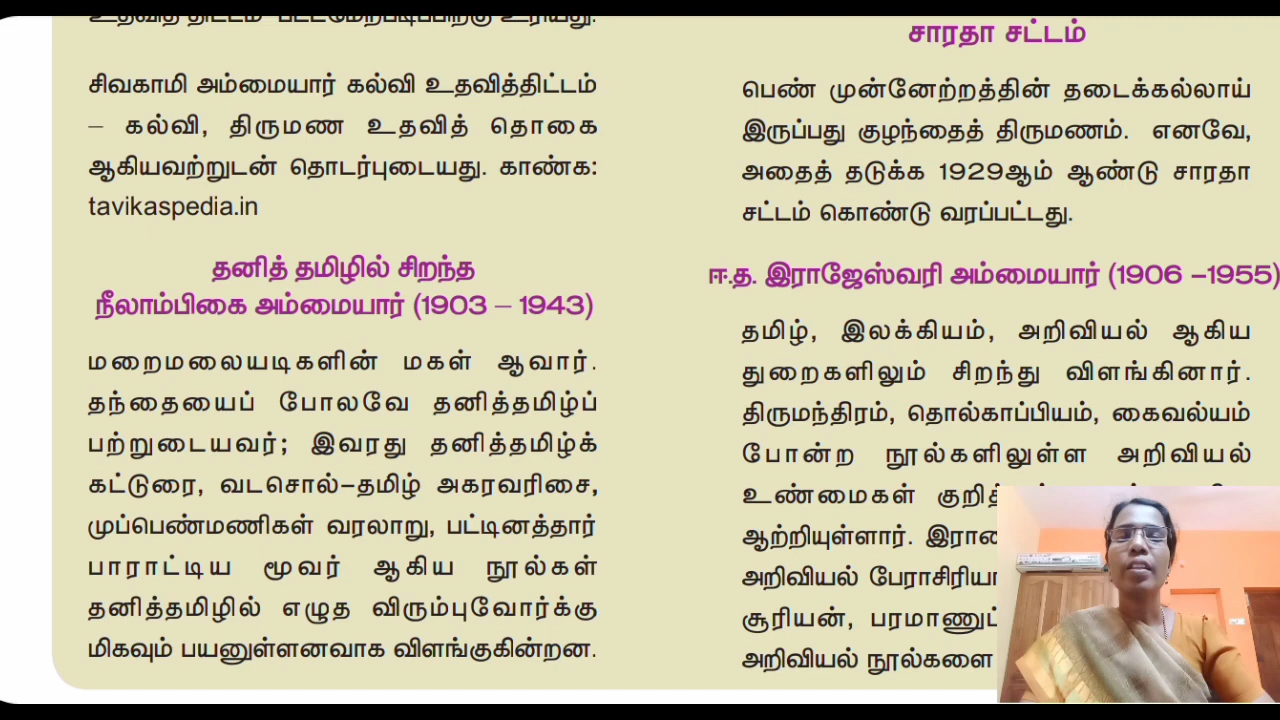 சிவகாமி அம்மையார் கல்வி உதவித்திட்டம்
– கல்வி, திருமண உதவித் தொகை
ஆகியவற்றுடன் தொடர்புடையது. காண்க:
tavikaspedia.in
தனித் தமிழில் சிறந்த
நீலாம்பிகை அம்மையார் (1903 – 1943)
மறைமலையடிகளின் மகள் ஆவார்.
தந்தையைப் போலவே தனித்தமிழ்ப்
பற்றுடையவர்; இவரது தனித்தமிழ்க்
கட்டுரை, வடசொல்–தமிழ் அகரவரிசை,
முப்பெண்மணிகள் வரலாறு, பட்டினத்தார்
பாராட்டிய மூவர் ஆகிய நூல்கள்
தனித்தமிழில் எழுத விரும்புவோர்க்கு
மிகவும் பயனுள்ளனவாக விளங்குகின்றன.
சாரதா சட்டம்
பெண் முன்னேற்றத்தின் தடைக்கல்லாய்
இருப்பது குழந்தைத் திருமணம். எனவே,
அதைத் தடுக்க 1929ஆம் ஆண்டு சாரதா
சட்டம் கொண்டு வரப்பட்டது.
ஈ.த. இராஜேஸ்வரி அம்மையார் (1906 –1955)
தமிழ், இலக்கியம், அறிவியல் ஆகிய
துறைகளிலும் சிறந்து விளங்கினார்.
திருமந்திரம், தொல்காப்பியம், கைவல்யம்
போன்ற நூல்களிலுள்ள அறிவியல்
உண்மைகள்
ஆற்றியுள்ளார்.
அறிவியல்
சூரியன்,
அறிவியல் நூல்களை